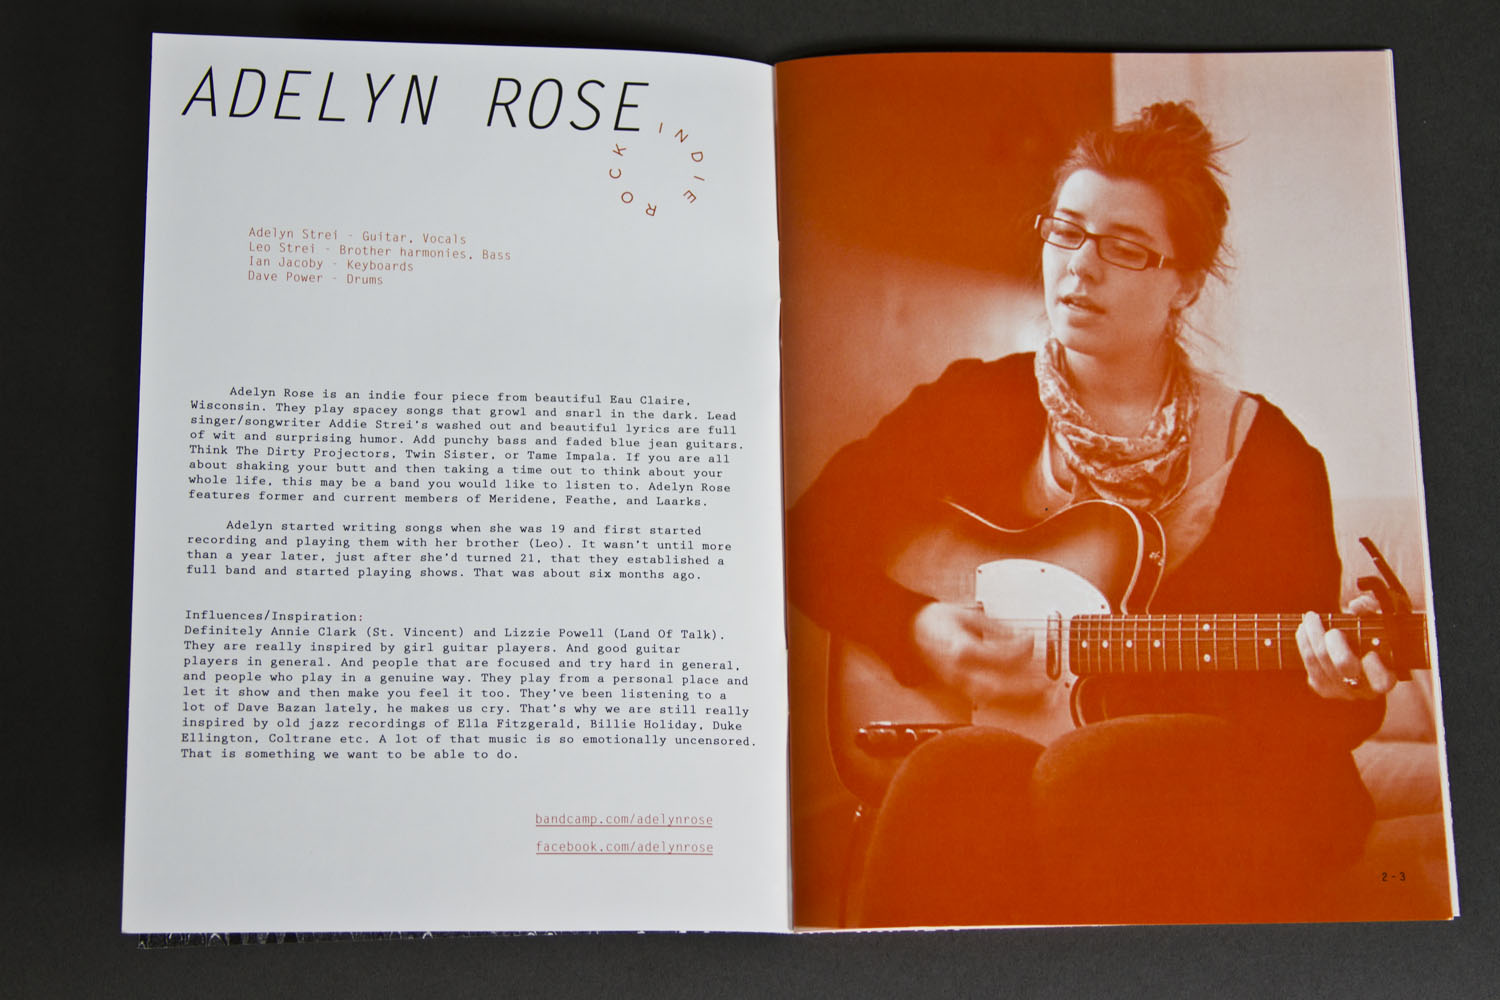 ADELYN ROSE
INDIE ROCK
Adelyn Strei - Guitar, Vocals
Leo Strei - Brother harmonies, Bass
Ian Jacoby - Keyboards
Dave Power - Drums
Adelyn Rose is an indie four piece from beautiful Eau Claire,
Wisconsin. They play spacey songs that growl and snarl in the dark. Lead
singer/songwriter Addie Strei's washed out and beautiful lyrics are full
of wit and surprising humor. Add punchy bass and faded blue jean guitars.
Think The Dirty Projectors, Twin Sister, or Tame Impala. If you are all
about shaking your butt and then taking a time out to think about your
whole life, this may be a band you would like to listen to. Adelyn Rose
features former and current members of Meridene, Feathe, and Laarks.
Adelyn started writing songs when she was 19 and first started
recording and playing them with her brother (Leo). It wasn't until more
than a year later, just after she'd turned 21, that they established a
full band and started playing shows. That was about six months ago.
Influences/Inspiration:
Definitely Annie Clark (St. Vincent) and Lizzie Powell (Land Of Talk).
They are really inspired by girl guitar players. And good guitar
players in general. And people that are focused and try hard in general,
and people who play in a genuine way. They play from a personal place and
let it show and then make you feel it too. They've been listening to a
lot of Dave Bazan lately, he makes us cry. That's why we are still really
inspired by old jazz recordings of Ella Fitzgerald, Billie Holiday, Duke
Ellington, Coltrane etc. A lot of that music is so emotionally uncensored.
That is something we want to be able to do.
bandcamp.com/adelynrose
facebook.com/adelynrose
2-3